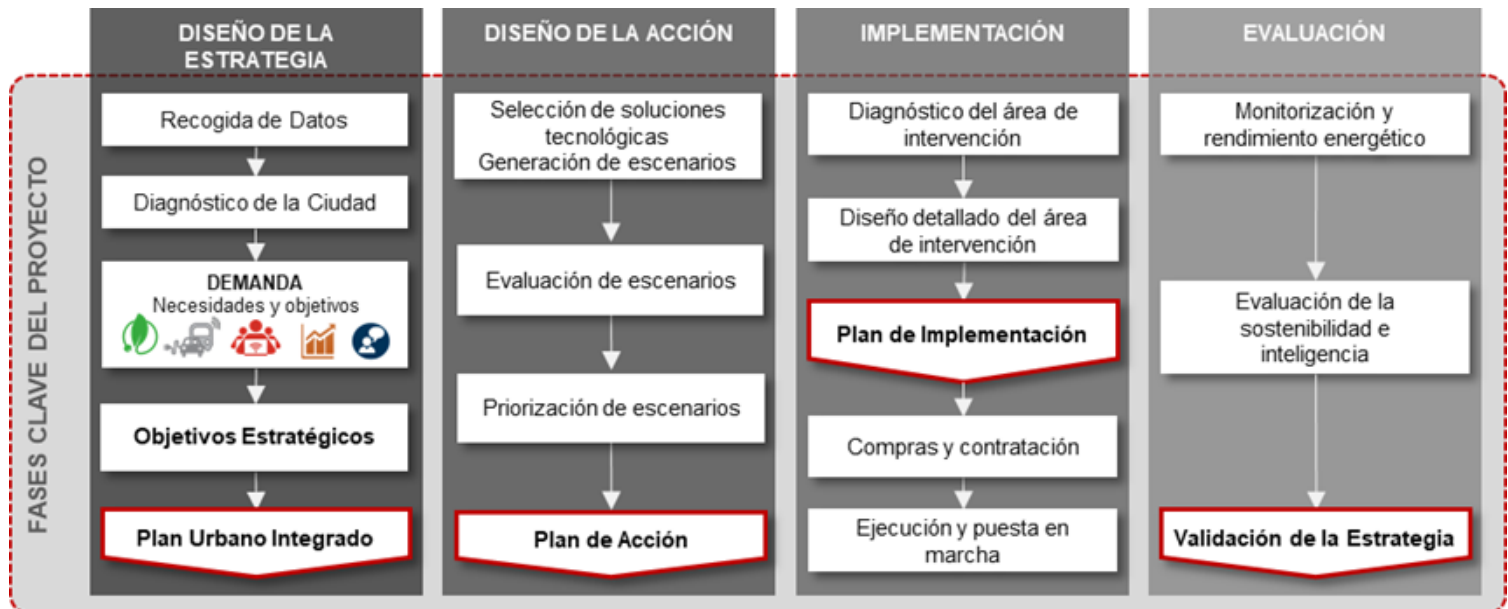 DISEÑO DE LA
ESTRATEGIA
DISEÑO DE LA ACCIÓN
IMPLEMENTACIÓN
EVALUACIÓN
FASES CLAVE DEL PROYECTO
Recogida de Datos
Diagnóstico de la Ciudad
DEMANDA
Necesidades y objetivos
Objetivos Estratégicos
Plan Urbano Integrado
Selección de soluciones
tecnológicas
Generación de escenarios
Evaluación de escenarios
Priorización de escenarios
Plan de Acción
Diagnóstico del área de
intervención
Diseño detallado del área
de intervención
Plan de Implementación
Compras y contratación
Ejecución y puesta en
marcha
Monitorización y
rendimiento energético
Evaluación de la
sostenibilidad e
inteligencia
Validación de la Estrategia